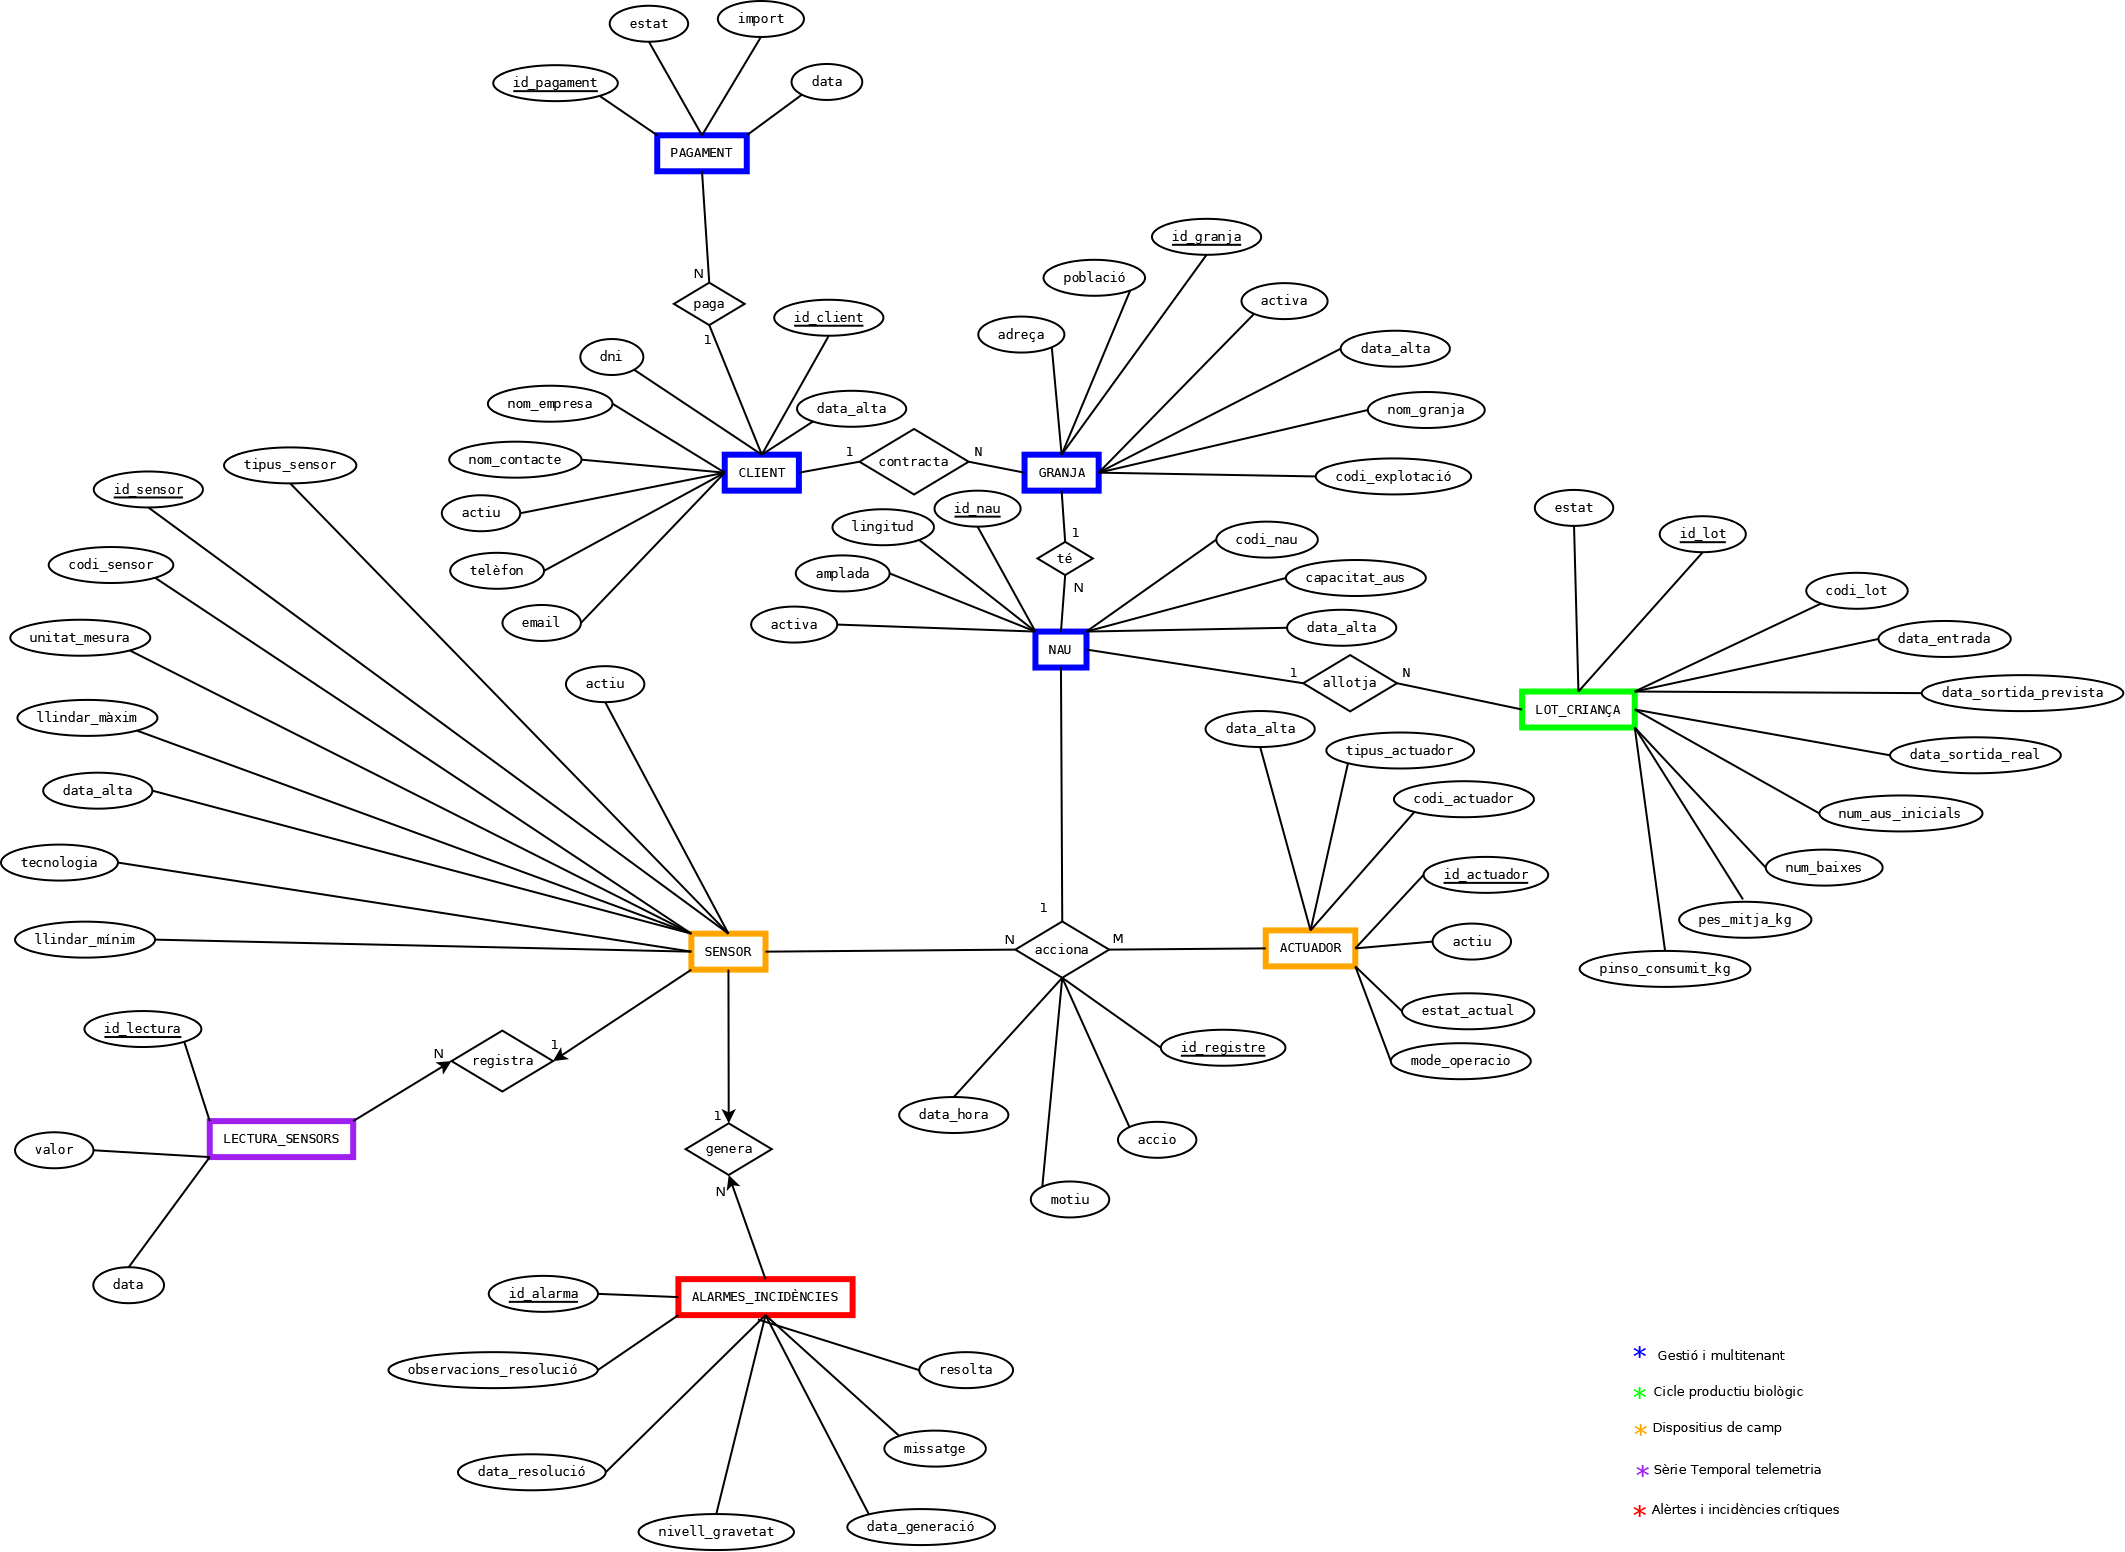 estat
import
id_pagament
data
PAGAMENT
N
paga
1
id_client
dni
nom_empresa
data_alta
nom_contacte
actiu
telèfon
email
CLIENT
1
contracta
N
id_granja
població
activa
adreça
data_alta
nom_granja
codi_explotació
GRANJA
1
té
N
id_nau
lingitud
amplada
activa
codi_nau
capacitat_aus
data_alta
NAU
1
allotja
N
estat
id_lot
codi_lot
data_entrada
data_sortida_prevista
LOT_CRIANÇA
data_sortida_real
num_aus_inicials
num_baixes
pes_mitja_kg
pinso_consumit_kg
tipus_sensor
id_sensor
codi_sensor
unitat_mesura
llindar_màxim
data_alta
tecnologia
llindar_mínim
actiu
SENSOR
N
1
acciona
M
data_alta
tipus_actuador
codi_actuador
id_actuador
ACTUADOR
actiu
estat_actual
mode_operacio
id_registre
data_hora
accio
motiu
id_lectura
N
registra
1
LECTURA_SENSORS
valor
data
1
genera
N
id_alarma
ALARMES_INCIDÈNCIES
observacions_resolució
resolta
data_resolució
missatge
nivell_gravetat
data_generació
* Gestió i multitenant
* Cicle productiu biològic
* Dispositius de camp
* Sèrie Temporal telemetria
* Alèrtes i incidències crítiques